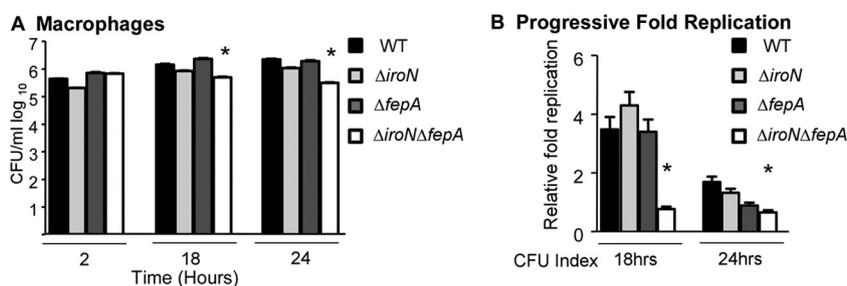 A Macrophages
7
6
5
4
3
2
1
CFU/ml log 10
*
*
WT
ΔiroN
ΔfepA
ΔiroNΔfepA
2
18
24
Time (Hours)
B Progressive Fold Replication
6
4
2
0
Relative fold replication
*
*
WT
ΔiroN
ΔfepA
ΔiroNΔfepA
CFU Index 18hrs 24hrs